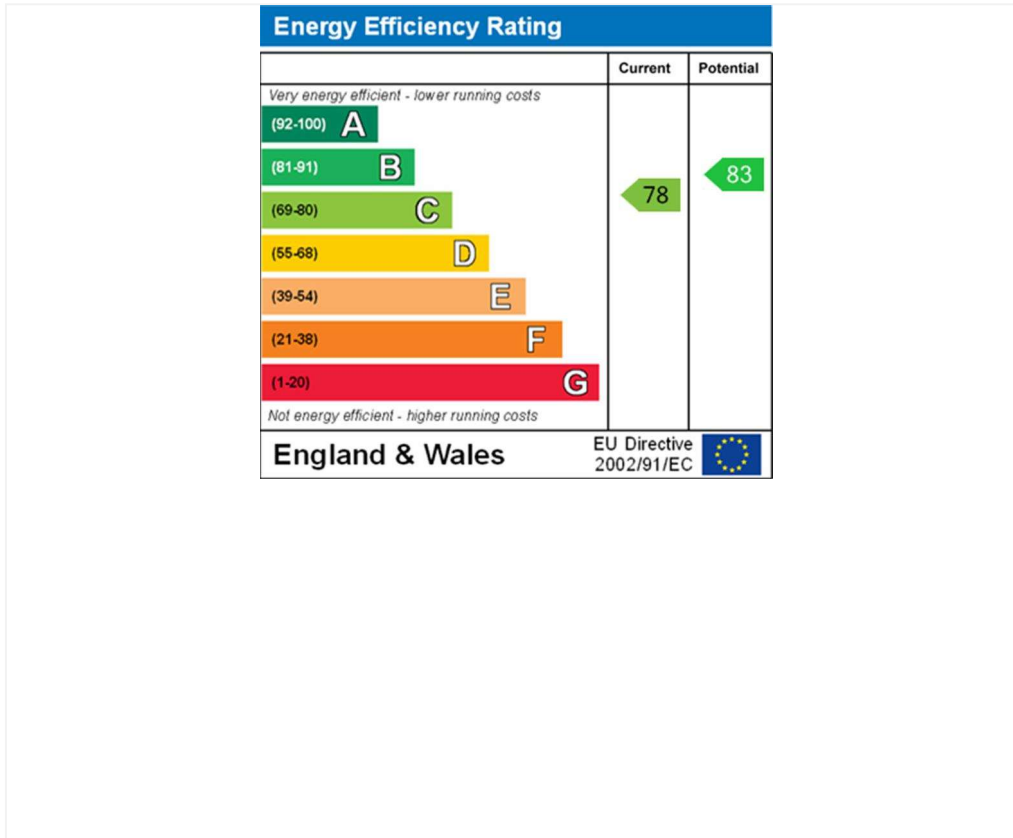 Energy Efficiency Rating
Current Potential
Very energy efficient - lower running costs
(92-100) A
(81-91) B
83
(69-80) C
78
(55-68) D
(39-54) E
(21-38) F
(1-20) G
Not energy efficient - higher running costs
England & Wales
EU Directive
2002/91/EC